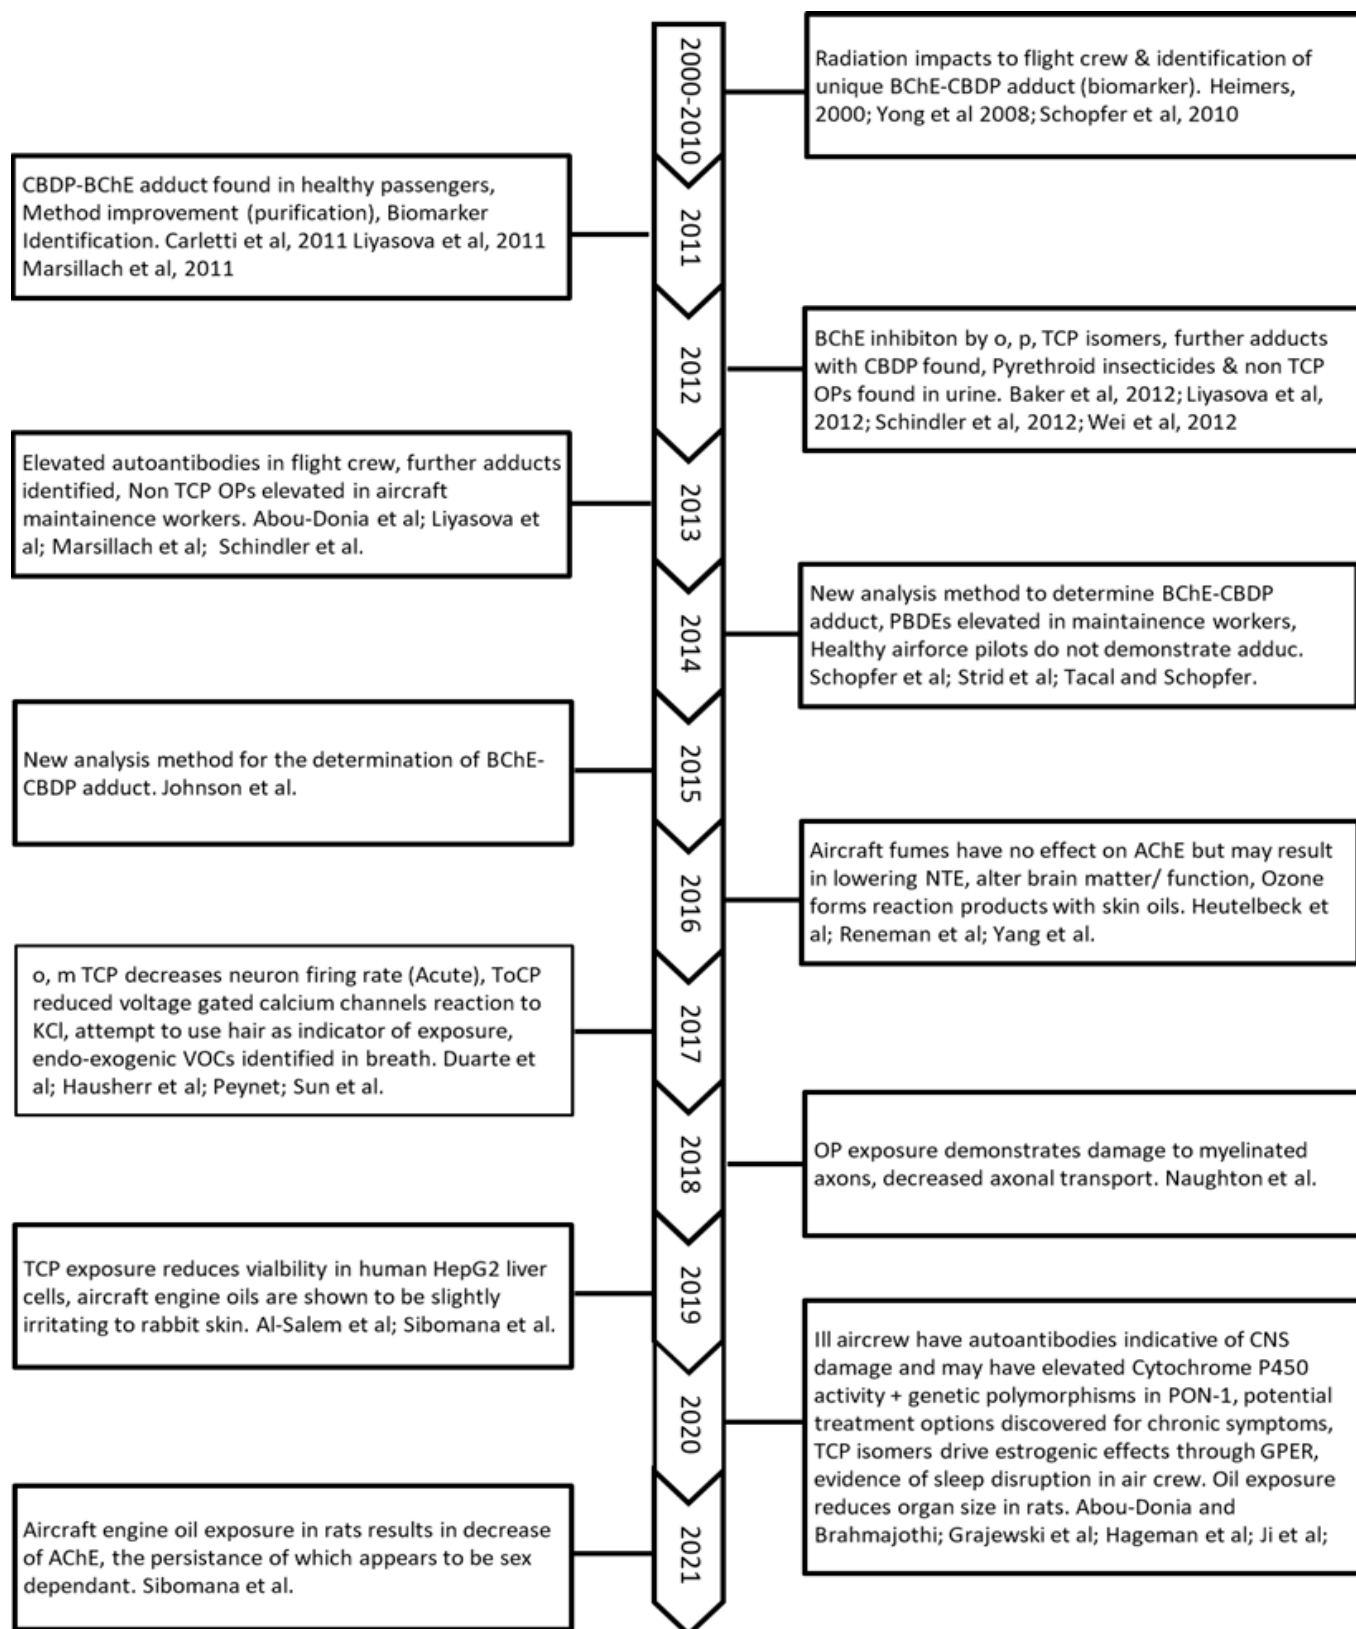 2000-2010
Radiation impacts to flight crew & identification of
unique BChE-CBDP adduct (biomarker). Heimers,
2000; Yong et al 2008; Schopfer et al, 2010
2011
CBDP-BChE adduct found in healthy passengers,
Method improvement (purification), Biomarker
Identification. Carletti et al, 2011 Liyasova et al, 2011
Marsillach et al, 2011
2012
BChE inhibiton by o, p, TCP isomers, further adducts
with CBDP found, Pyrethroid insecticides & non TCP
OPs found in urine. Baker et al, 2012; Liyasova et al,
2012; Schindler et al, 2012; Wei et al, 2012
2013
Elevated autoantibodies in flight crew, further adducts
identified, Non TCP OPs elevated in aircraft
maintainence workers. Abou-Donia et al; Liyasova et
al; Marsillach et al; Schindler et al.
2014
New analysis method to determine BChE-CBDP
adduct, PBDEs elevated in maintainence workers,
Healthy airforce pilots do not demonstrate adduc.
Schopfer et al; Strid et al; Tacal and Schopfer.
2015
New analysis method for the determination of BChE-
CBDP adduct. Johnson et al.
2016
Aircraft fumes have no effect on AChE but may result
in lowering NTE, alter brain matter/ function, Ozone
forms reaction products with skin oils. Heutelbeck et
al; Reneman et al; Yang et al.
2017
o, m TCP decreases neuron firing rate (Acute), ToCP
reduced voltage gated calcium channels reaction to
KCl, attempt to use hair as indicator of exposure,
endo-exogenic VOCs identified in breath. Duarte et
al; Hausherr et al; Peynet; Sun et al.
2018
OP exposure demonstrates damage to myelinated
axons, decreased axonal transport. Naughton et al.
2019
TCP exposure reduces vialbility in human HepG2 liver
cells, aircraft engine oils are shown to be slightly
irritating to rabbit skin. Al-Salem et al; Sibomana et al.
2020
Ill aircrew have autoantibodies indicative of CNS
damage and may have elevated Cytochrome P450
activity + genetic polymorphisms in PON-1, potential
treatment options discovered for chronic symptoms,
TCP isomers drive estrogenic effects through GPER,
evidence of sleep disruption in air crew. Oil exposure
reduces organ size in rats. Abou-Donia and
Brahmajothi; Grajewski et al; Hageman et al; Ji et al;
2021
Aircraft engine oil exposure in rats results in decrease
of AChE, the persistance of which appears to be sex
dependant. Sibomana et al.